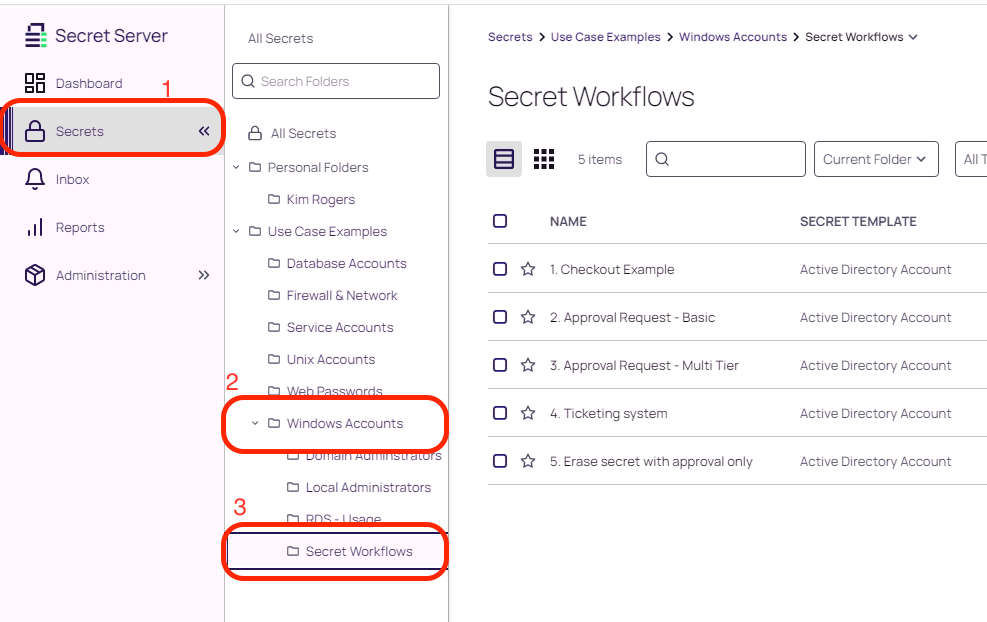 Secret Server
Dashboard
1
Secrets
Inbox
Reports
Administration
All Secrets
Search Folders
All Secrets
Personal Folders
Kim Rogers
Use Case Examples
Database Accounts
Firewall & Network
Service Accounts
Unix Accounts
2
Web Passwords
Windows Accounts
Domain Adminstrators
Local Administrators
3
RDS - Usage
Secret Workflows
Secrets > Use Case Examples > Windows Accounts > Secret Workflows
Secret Workflows
5 items Current Folder All T
NAME SECRET TEMPLATE
1. Checkout Example Active Directory Account
2. Approval Request - Basic Active Directory Account
3. Approval Request - Multi Tier Active Directory Account
4. Ticketing system Active Directory Account
5. Erase secret with approval only Active Directory Account